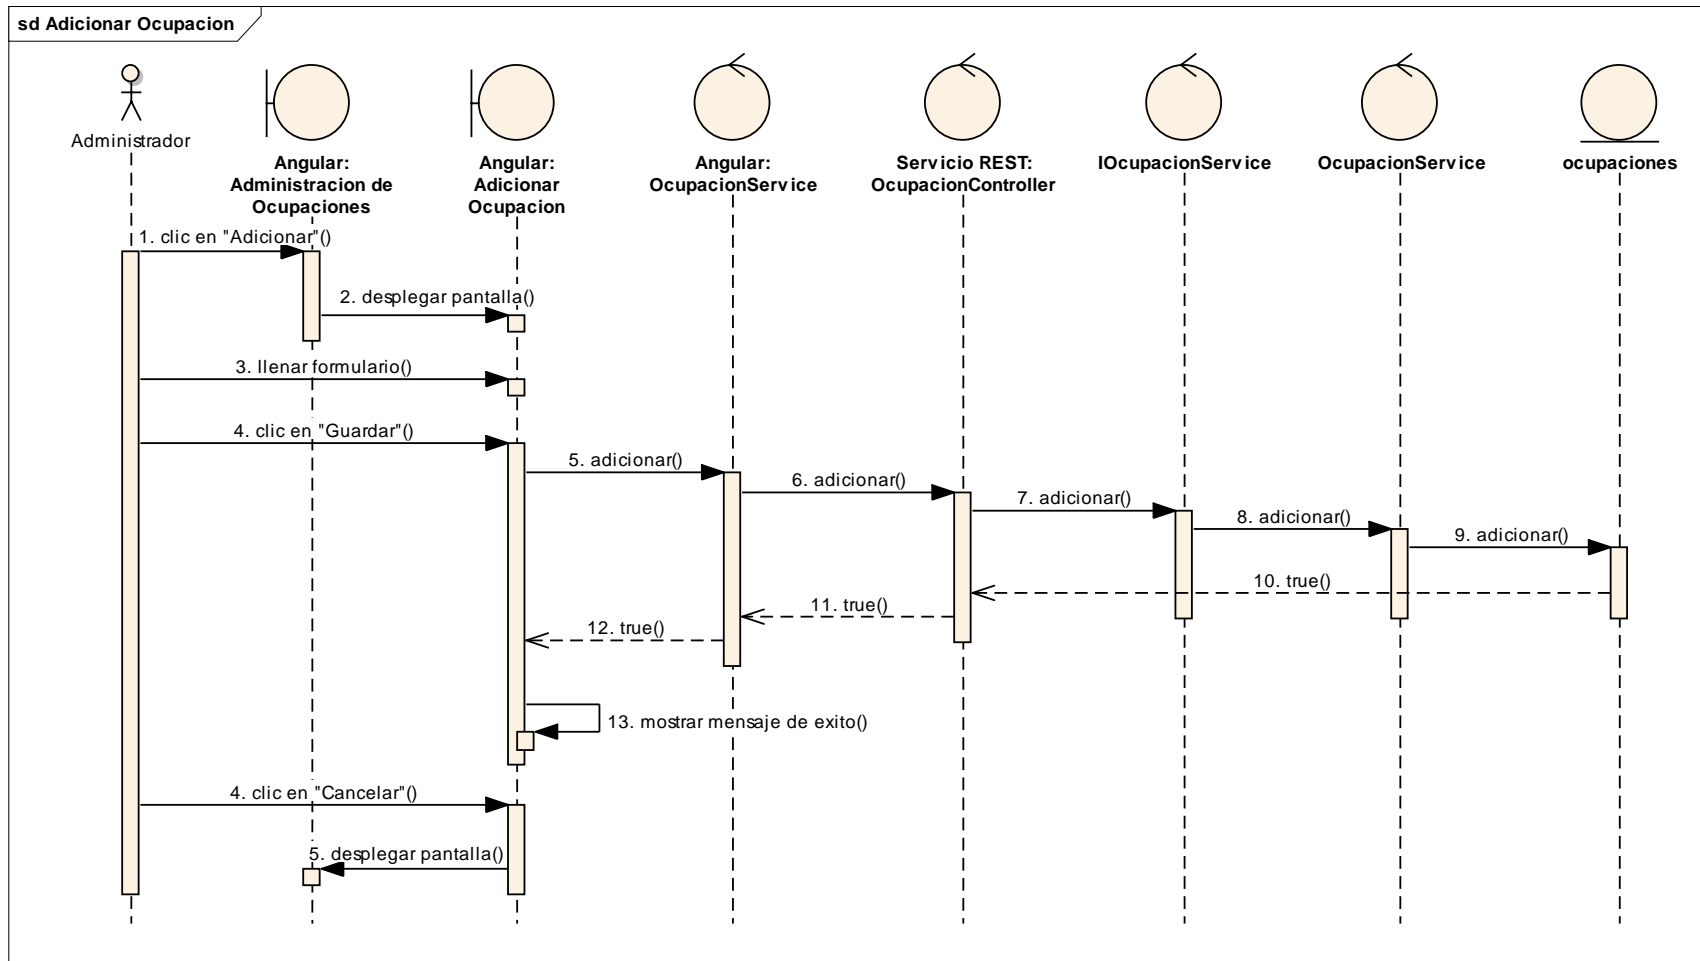 sd Adicionar Ocupacion
Administrador
Angular:
Administracion de
Ocupaciones
Angular:
Adicionar
Ocupacion
Angular:
OcupacionService
Servicio REST:
OcupacionController
IOcupacionService
OcupacionService
ocupaciones
1. clic en "Adicionar"()
2. desplegar pantalla()
3. llenar formulario()
4. clic en "Guardar"()
5. adicionar()
6. adicionar()
7. adicionar()
8. adicionar()
9. adicionar()
10. true()
11. true()
12. true()
13. mostrar mensaje de exito()
4. clic en "Cancelar"()
5. desplegar pantalla()